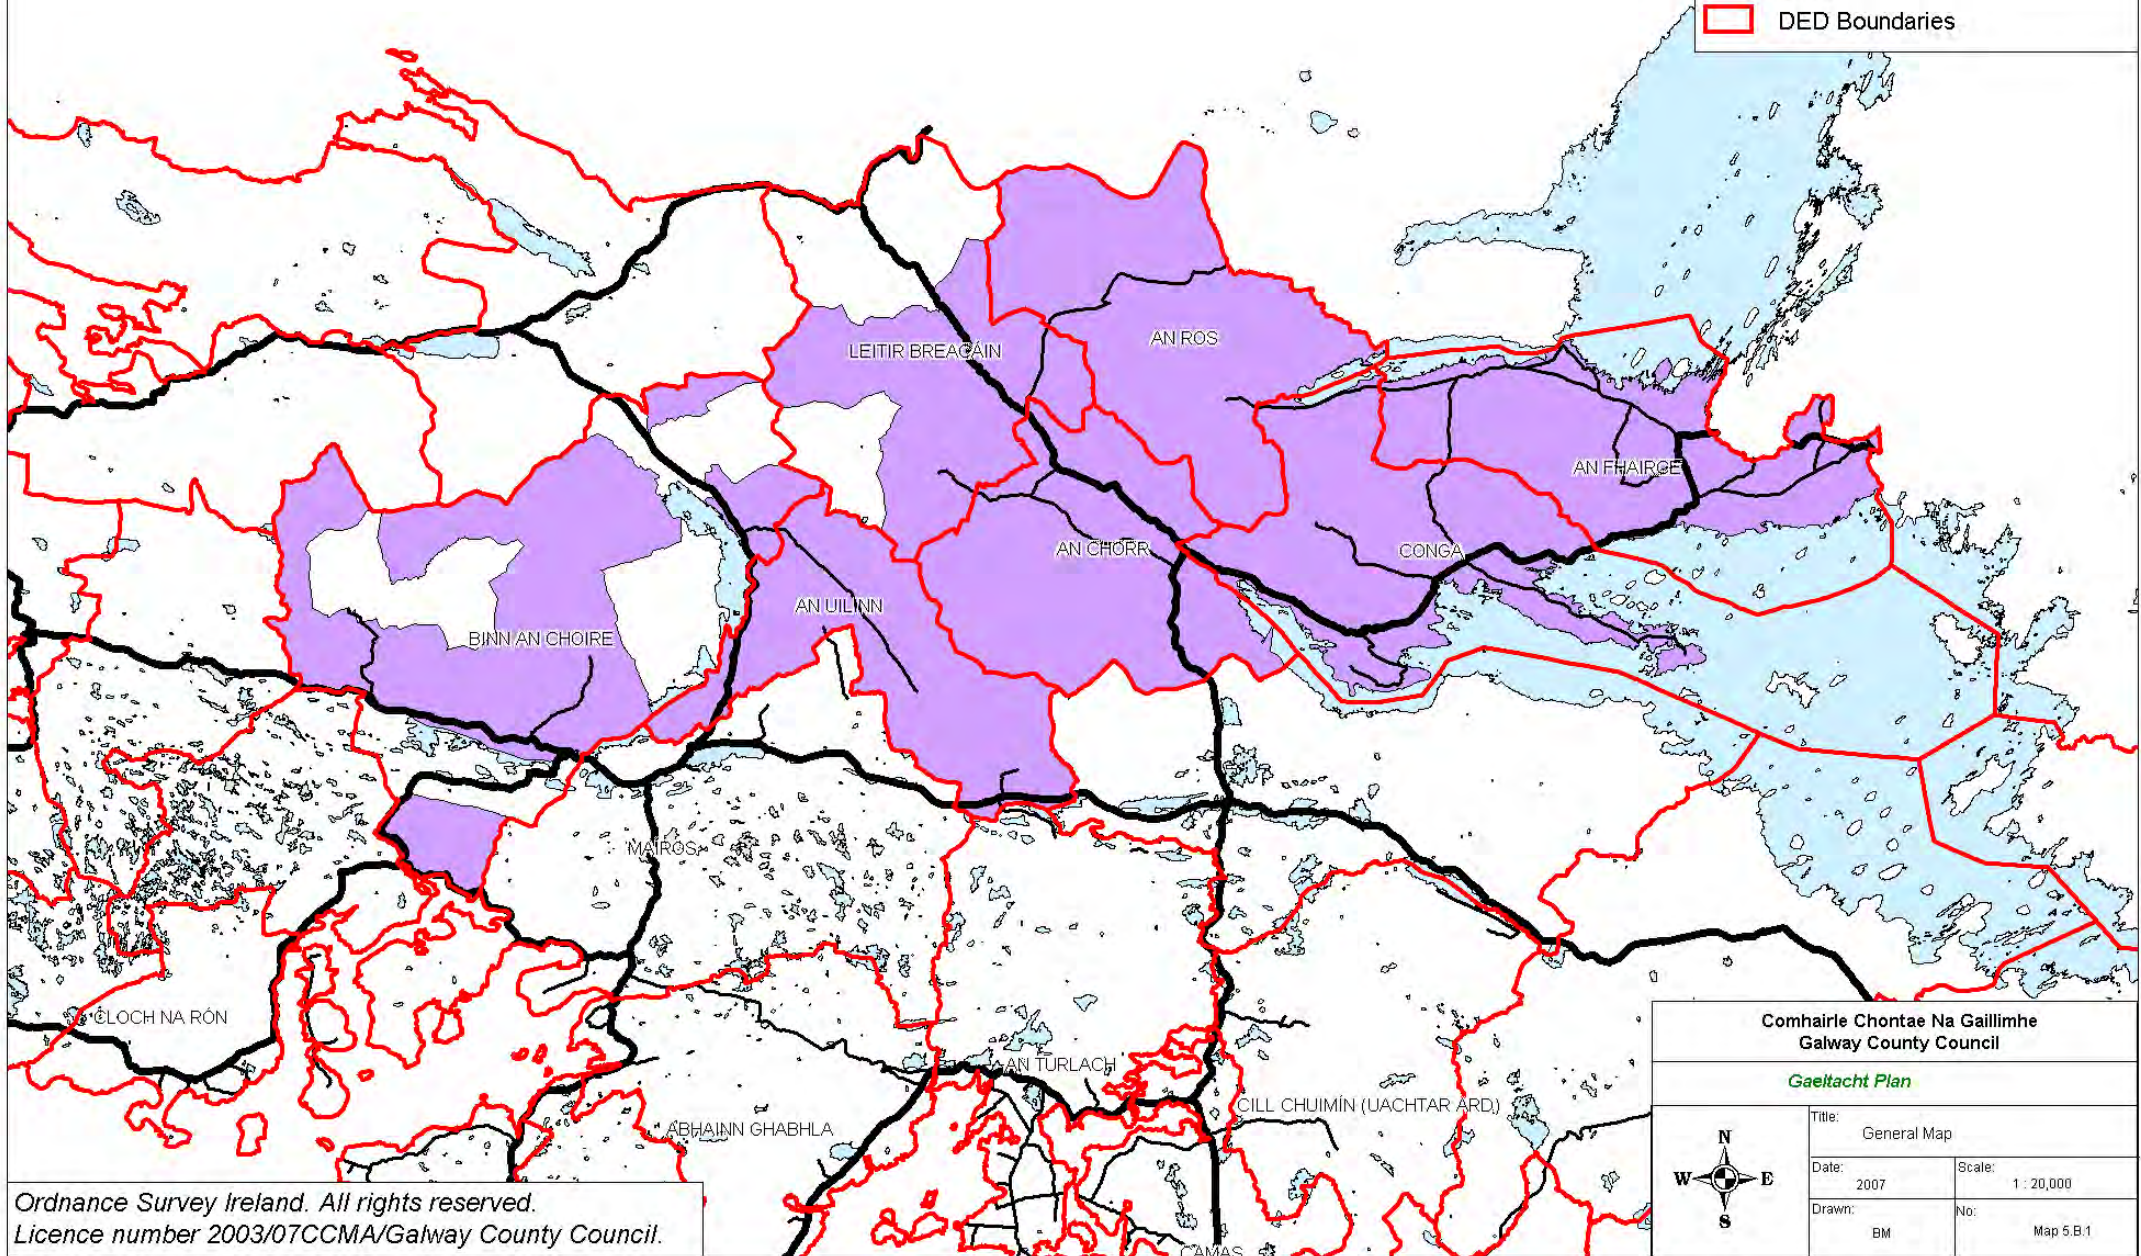 DED Boundaries
LEITIR BREACÁIN
AN ROS
AN FHAIRCE
AN CHORR
CONGA
AN UILINN
BINN AN CHOIRE
MAIROS
CLOCH NA RÓN
AN TURLACH
CILL CHUIMÍN (UACHTAR ARD)
ABHAINN GHABHLA
CAMAS
Comhairle Chontae Na Gaillimhe
Galway County Council
Gaeltacht Plan
Title:
General Map
N
W E
S
Date: Scale:
2007 1 : 20,000
Drawn: No:
BM Map 5.B.1
Ordnance Survey Ireland. All rights reserved.
Licence number 2003/07CCMA/Galway County Council.